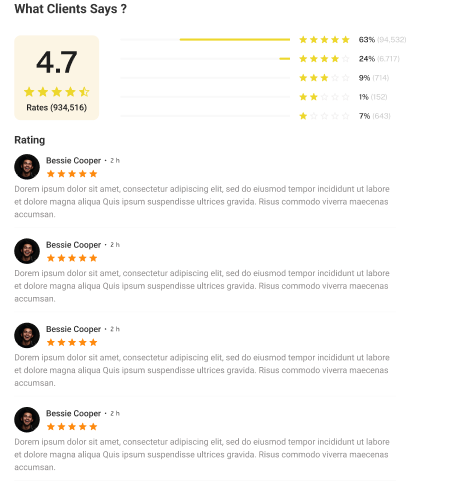 What Clients Says ?
4.7
Rates (934,516)
63% (94,532)
24% (6,717)
9% (714)
1% (152)
7% (643)
Rating
Bessie Cooper • 2 h
Dorem ipsum dolor sit amet, consectetur adipiscing elit, sed do eiusmod tempor incididunt ut labore
et dolore magna aliqua Quis ipsum suspendisse ultrices gravida. Risus commodo viverra maecenas
accumsan.
Bessie Cooper • 2 h
Dorem ipsum dolor sit amet, consectetur adipiscing elit, sed do eiusmod tempor incididunt ut labore
et dolore magna aliqua Quis ipsum suspendisse ultrices gravida. Risus commodo viverra maecenas
accumsan.
Bessie Cooper • 2 h
Dorem ipsum dolor sit amet, consectetur adipiscing elit, sed do eiusmod tempor incididunt ut labore
et dolore magna aliqua Quis ipsum suspendisse ultrices gravida. Risus commodo viverra maecenas
accumsan.
Bessie Cooper • 2 h
Dorem ipsum dolor sit amet, consectetur adipiscing elit, sed do eiusmod tempor incididunt ut labore
et dolore magna aliqua Quis ipsum suspendisse ultrices gravida. Risus commodo viverra maecenas
accumsan.